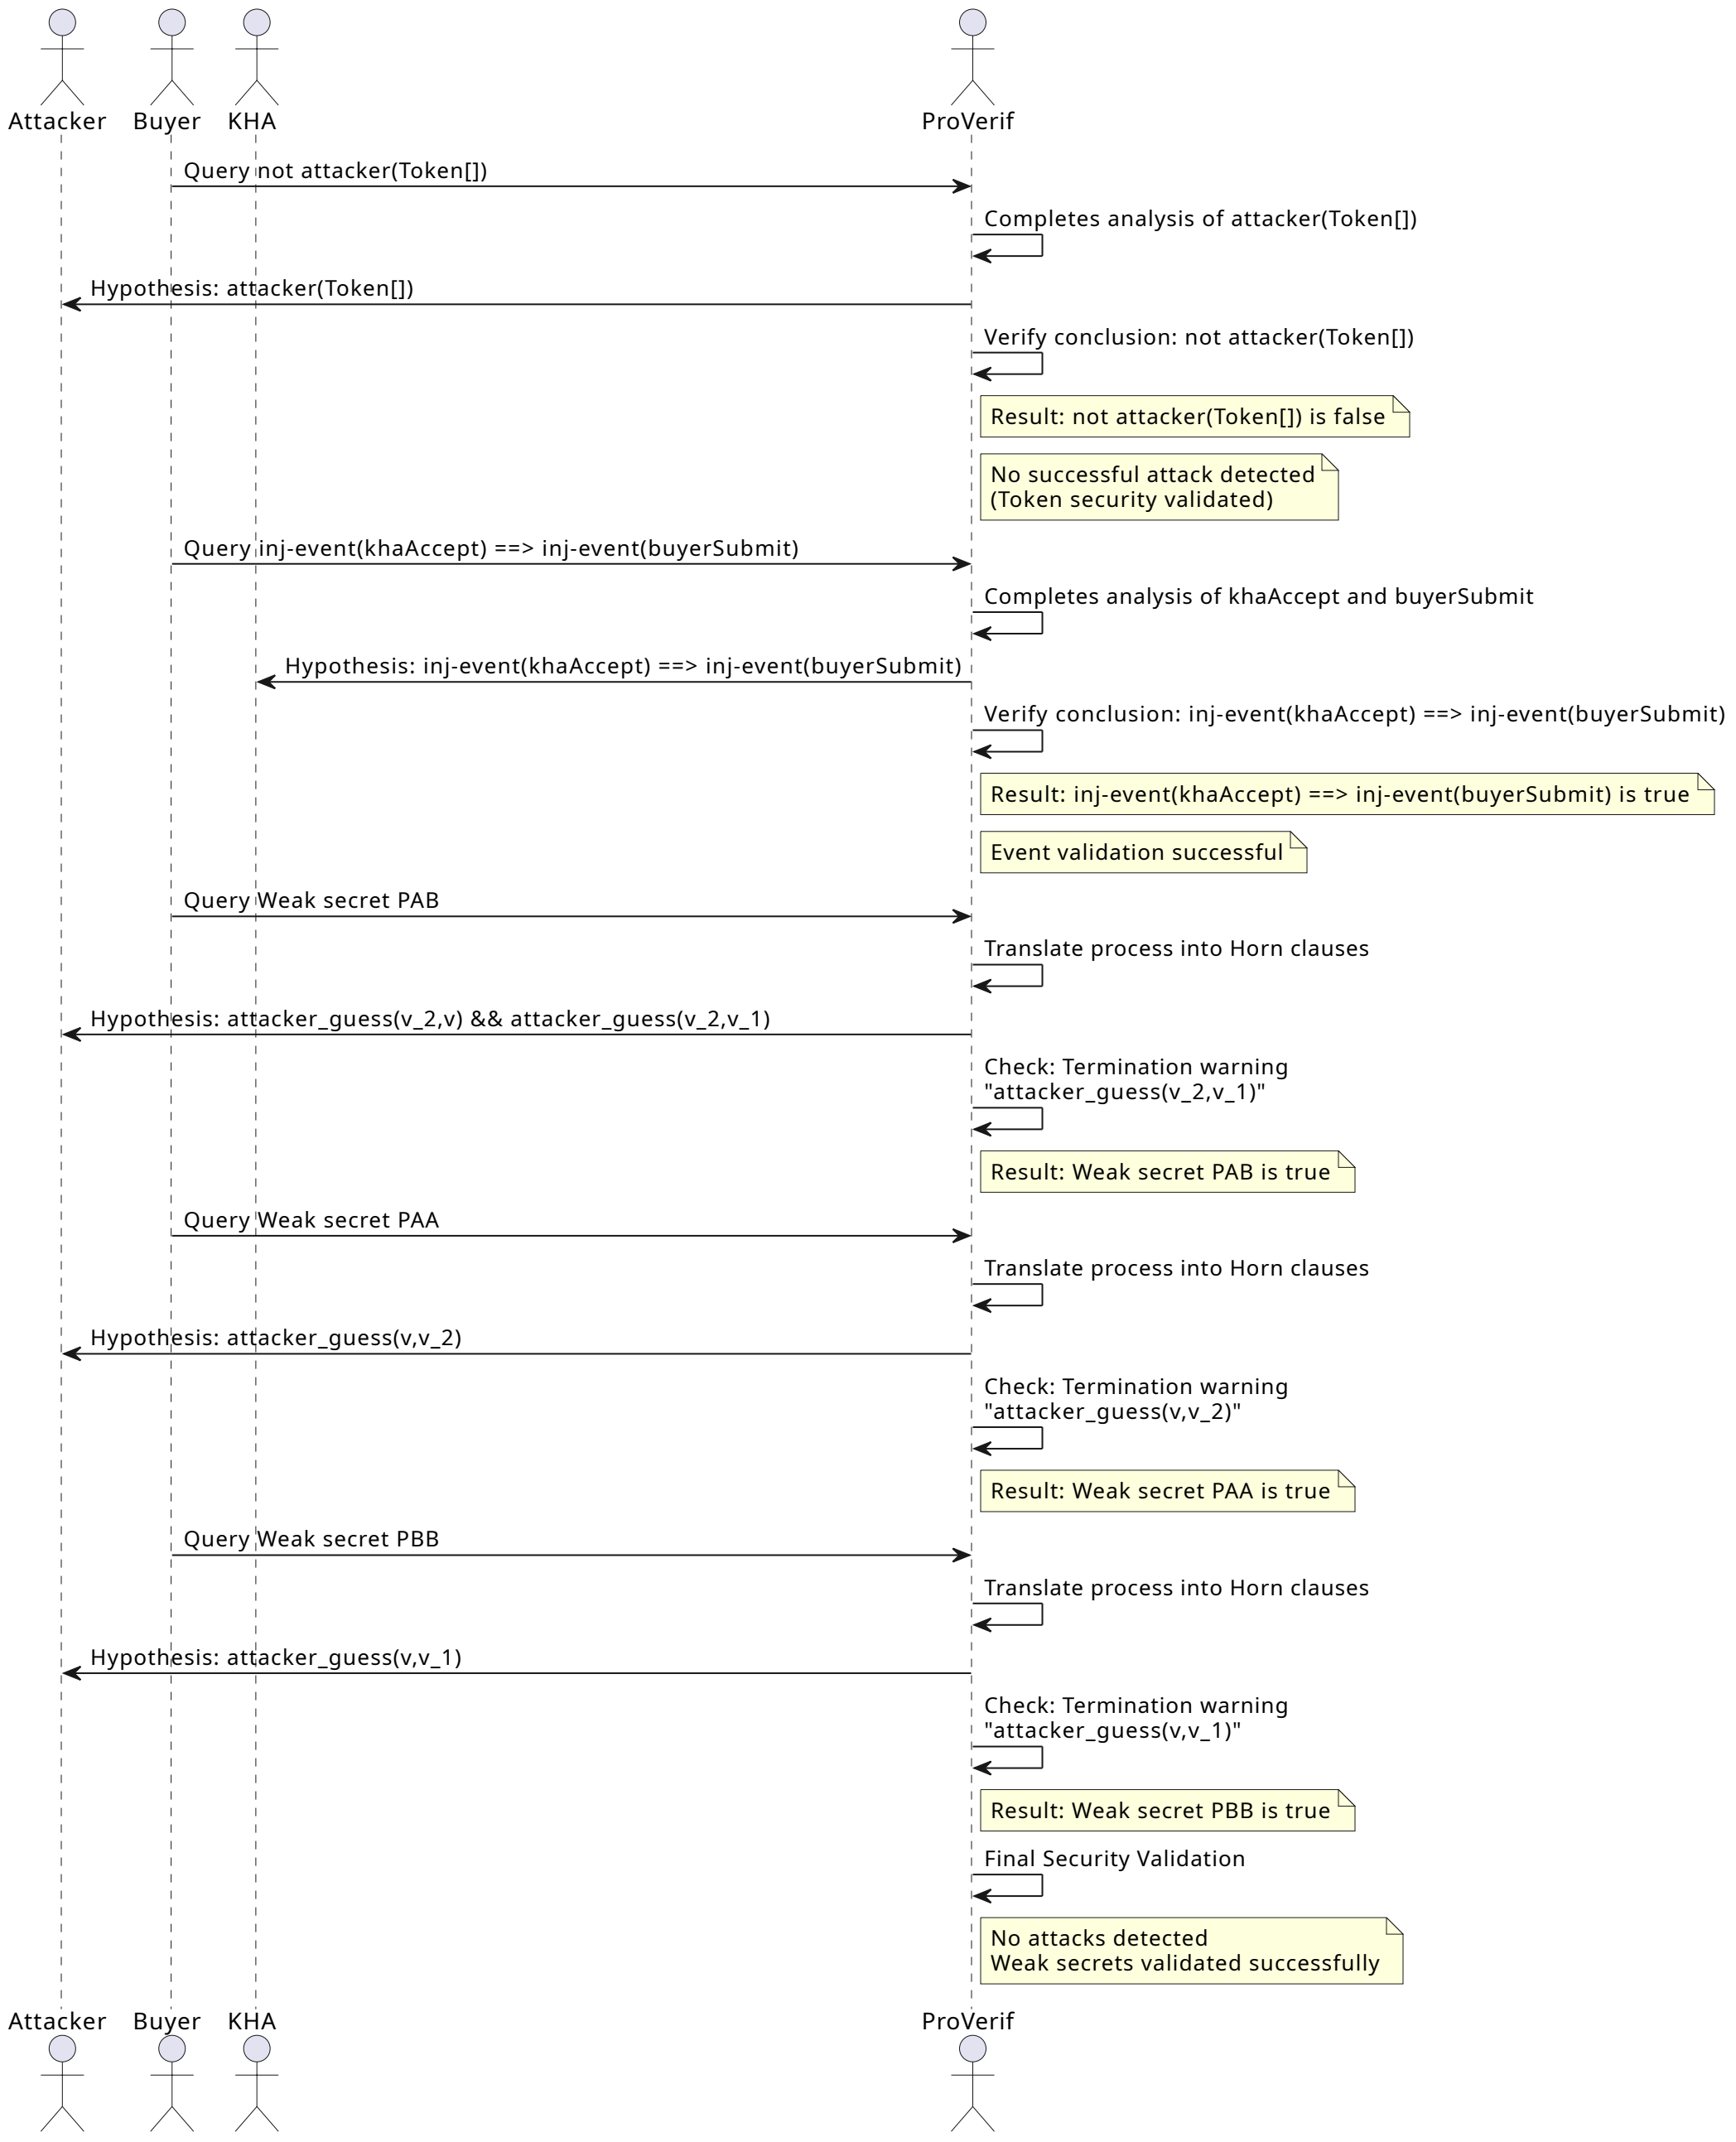 Attacker
Buyer
KHA
ProVerif
Query not attacker(Token[])
Completes analysis of attacker(Token[])
Hypothesis: attacker(Token[])
Verify conclusion: not attacker(Token[])
Result: not attacker(Token[]) is false
No successful attack detected
(Token security validated)
Query inj-event(khaAccept) ==> inj-event(buyerSubmit)
Completes analysis of khaAccept and buyerSubmit
Hypothesis: inj-event(khaAccept) ==> inj-event(buyerSubmit)
Verify conclusion: inj-event(khaAccept) ==> inj-event(buyerSubmit)
Result: inj-event(khaAccept) ==> inj-event(buyerSubmit) is true
Event validation successful
Query Weak secret PAB
Translate process into Horn clauses
Hypothesis: attacker_guess(v_2,v) && attacker_guess(v_2,v_1)
Check: Termination warning
"attacker_guess(v_2,v_1)"
Result: Weak secret PAB is true
Query Weak secret PAA
Translate process into Horn clauses
Hypothesis: attacker_guess(v,v_2)
Check: Termination warning
"attacker_guess(v,v_2)"
Result: Weak secret PAA is true
Query Weak secret PBB
Translate process into Horn clauses
Hypothesis: attacker_guess(v,v_1)
Check: Termination warning
"attacker_guess(v,v_1)"
Result: Weak secret PBB is true
Final Security Validation
No attacks detected
Weak secrets validated successfully
Attacker
Buyer
KHA
ProVerif